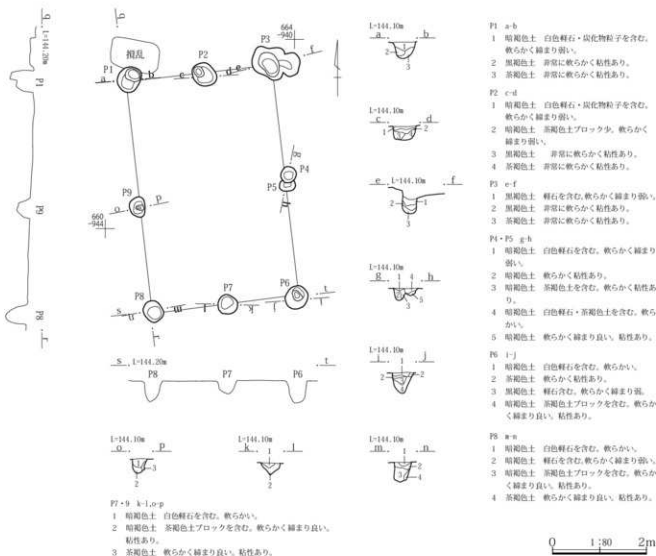 L=144.20m
q
P1
P9
P8
r
q
撹乱
P1
a
b
c
P2
d
e
P3
f
664
-940
g
P4
P5
h
P9
o
p
660
-944
P8
s
n
m
r
l
P7
k
j
P6
t
i
s
L=144.20m
t
P8
P7
P6
L=144.10m
o
p
3
2
L=144.10m
k
l
1
2
L=144.10m
a
b
1
2
3
L=144.10m
c
d
1
2
e
L=144.10m
f
2
1
3
L=144.10m
g
h
1
4
2
5
3
L=144.10m
i
j
1
2
2
L=144.10m
m
n
1
2
3
4
P7・9 k-l,o-p
1 暗褐色土 白色軽石を含む。軟らかい。
2 暗褐色土 茶褐色土ブロックを含む、軟らかく締まり良い。
粘性あり。
3 茶褐色土 軟らかく締まり良い。粘性あり。
P1 a-b
1 暗褐色土 白色軽石・炭化物粒子を含む。
軟らかく締まり弱い。
2 黒褐色土 非常に軟らかく粘性あり。
3 茶褐色土 非常に軟らかく粘性あり。
P2 c-d
1 暗褐色土 白色軽石・炭化物粒子を含む。
軟らかく締まり弱い。
2 暗褐色土 茶褐色土ブロック少。軟らかく
締まり弱い。
3 黒褐色土 非常に軟らかく粘性あり。
4 茶褐色土 非常に軟らかく粘性あり。
P3 e-f
1 黒褐色土 軽石を含む。軟らかく締まり弱い。
2 黒褐色土 非常に軟らかく粘性あり。
3 茶褐色土 非常に軟らかく粘性あり。
P4・P5 g-h
1 暗褐色土 白色軽石を含む。軟らかく締まり
弱い。
2 暗褐色土 軟らかく粘性あり。
3 暗褐色土 茶褐色土を含む、軟らかく粘性あ
り。
4 暗褐色土 白色軽石・茶褐色土を含む、軟ら
かい。
5 暗褐色土 軟らかく締まり良い。粘性あり。
P6 i-j
1 暗褐色土 白色軽石を含む、軟らかい。
2 茶褐色土 軟らかく粘性あり。
3 黒褐色土 軽石含む、軟らかく締まり弱。
4 暗褐色土 茶褐色土ブロックを含む、軟らか
く締まり良い。粘性あり。
P8 m-n
1 暗褐色土 白色軽石を含む、軟らかい。
2 暗褐色土 軽石を含む、軟らかく締まり弱い。
3 暗褐色土 茶褐色土ブロックを含む、軟らか
く締まり良い。粘性あり。
4 茶褐色土 軟らかく締まり良い。粘性あり。
0 1:80 2m